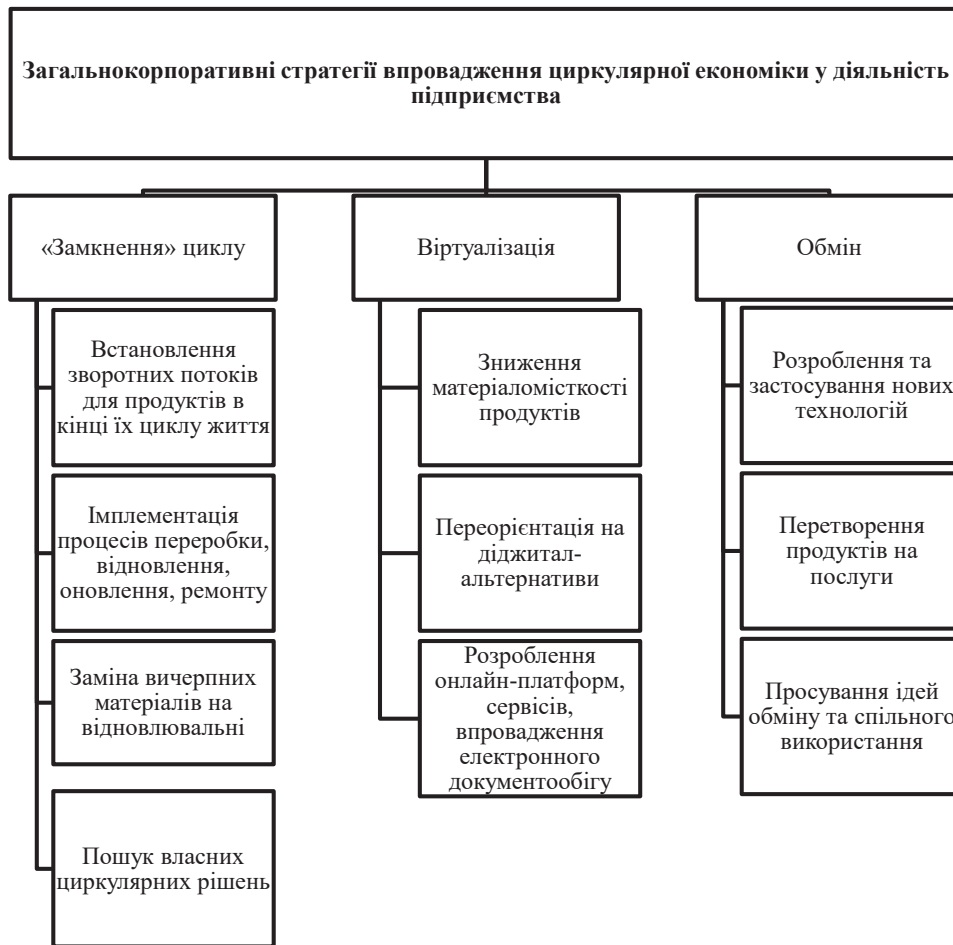 Загальнокорпоративні стратегії впровадження циркулярної економіки у діяльність
підприємства
«Замкнення» циклу
Встановлення
зворотних потоків
для продуктів в
кінці їх циклу життя
Імплементація
процесів переробки,
відновлення,
оновлення, ремонту
Заміна вичерпних
матеріалів на
відновлювальні
Пошук власних
циркулярних рішень
Віртуалізація
Зниження
матеріаломісткості
продуктів
Переорієнтація на
діджитал-
альтернативи
Розроблення
онлайн-платформ,
сервісів,
впровадження
електронного
документообігу
Обмін
Розроблення та
застосування нових
технологій
Перетворення
продуктів на
послуги
Просування ідей
обміну та спільного
використання